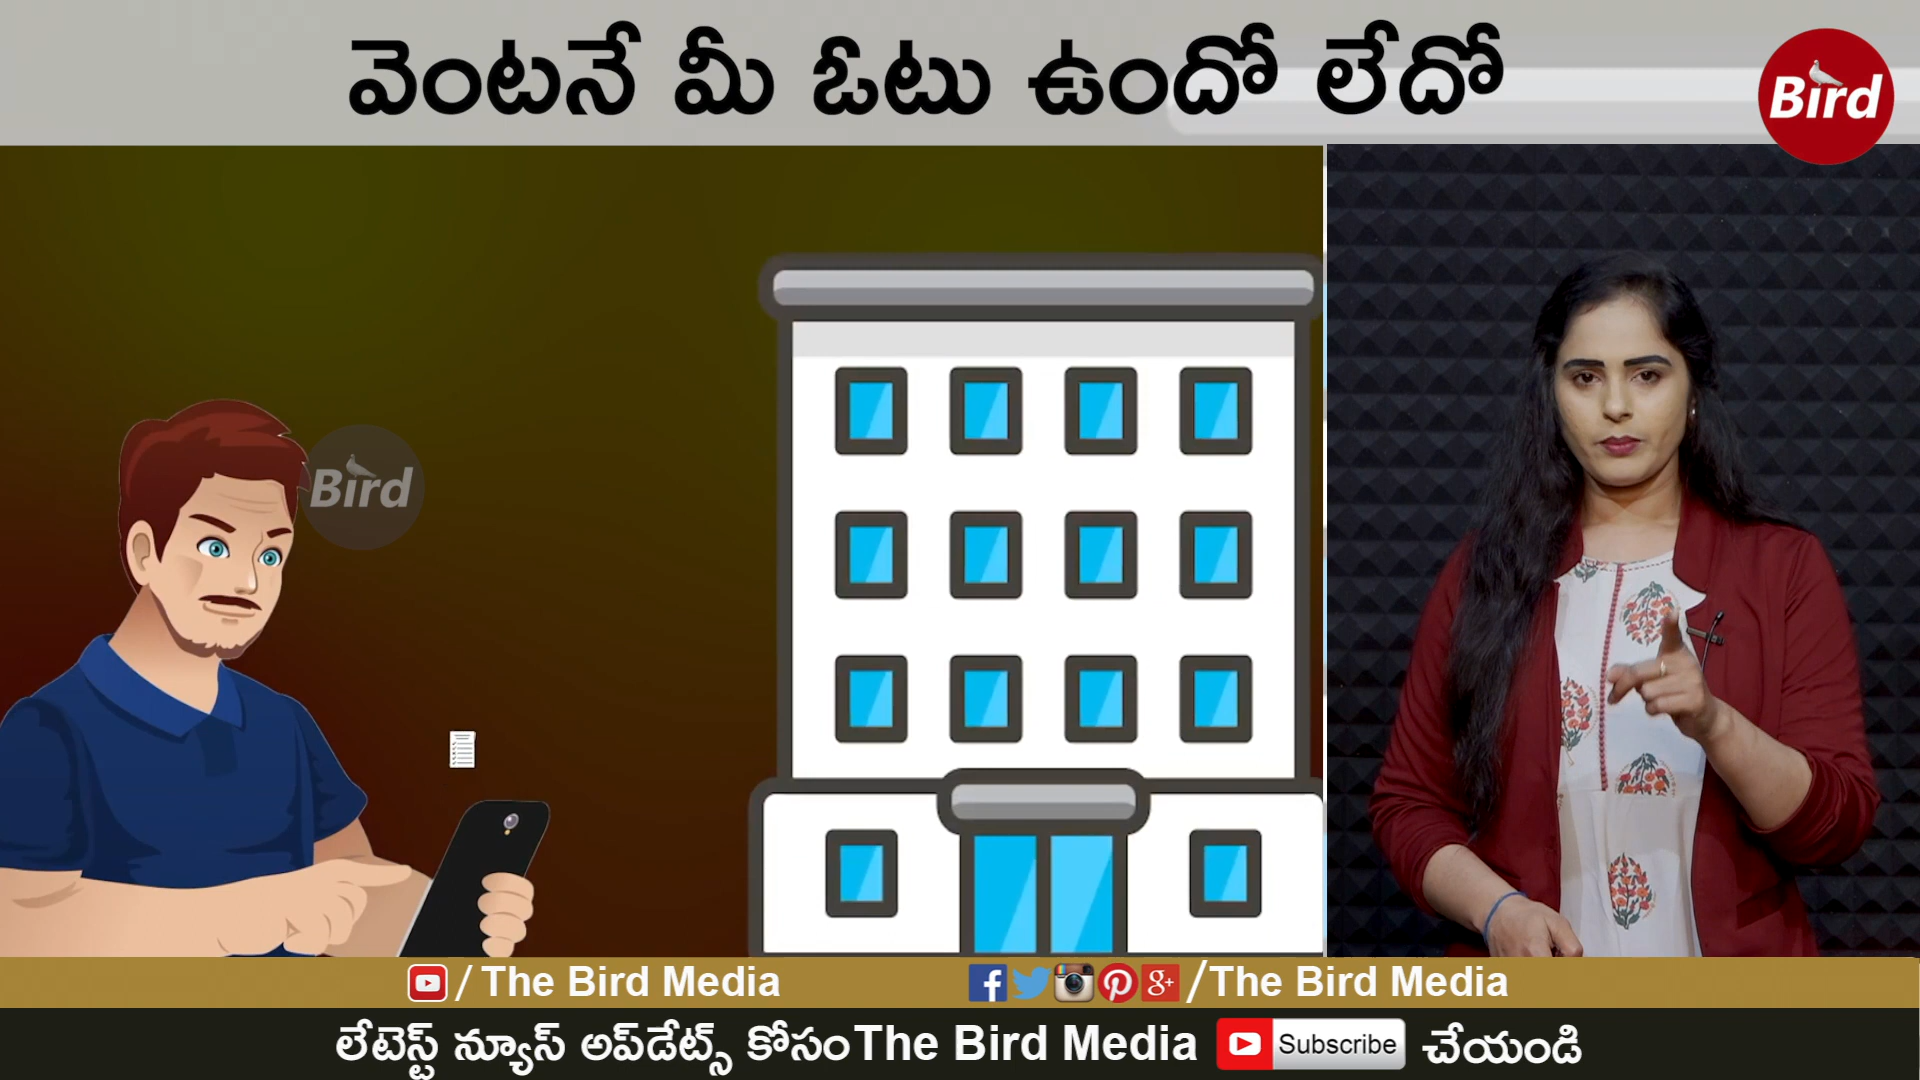 వెంటనే మీ ఓటు ఉందో లేదో
Bird
Bird
/ The Bird Media
/The Bird Media
లేటెస్ట్ న్యూస్ అప్‌డేట్స్ కోసం The Bird Media Subscribe చేయండి